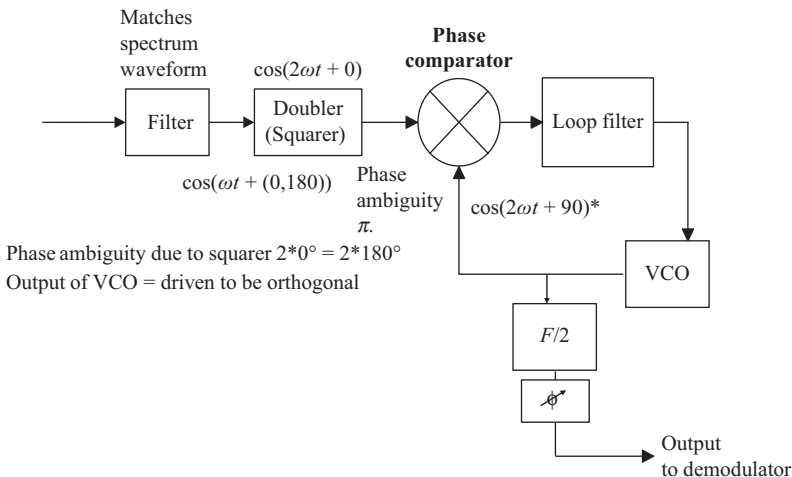 Matches
spectrum
waveform
Filter
cos(2ωt + 0)
Doubler
(Squarer)
cos(ωt + (0,180))
Phase
comparator
Phase
ambiguity
π.
cos(2ωt + 90)*
Loop filter
VCO
Phase ambiguity due to squarer 2*0° = 2*180°
Output of VCO = driven to be orthogonal
F/2
ϕ
Output
to demodulator